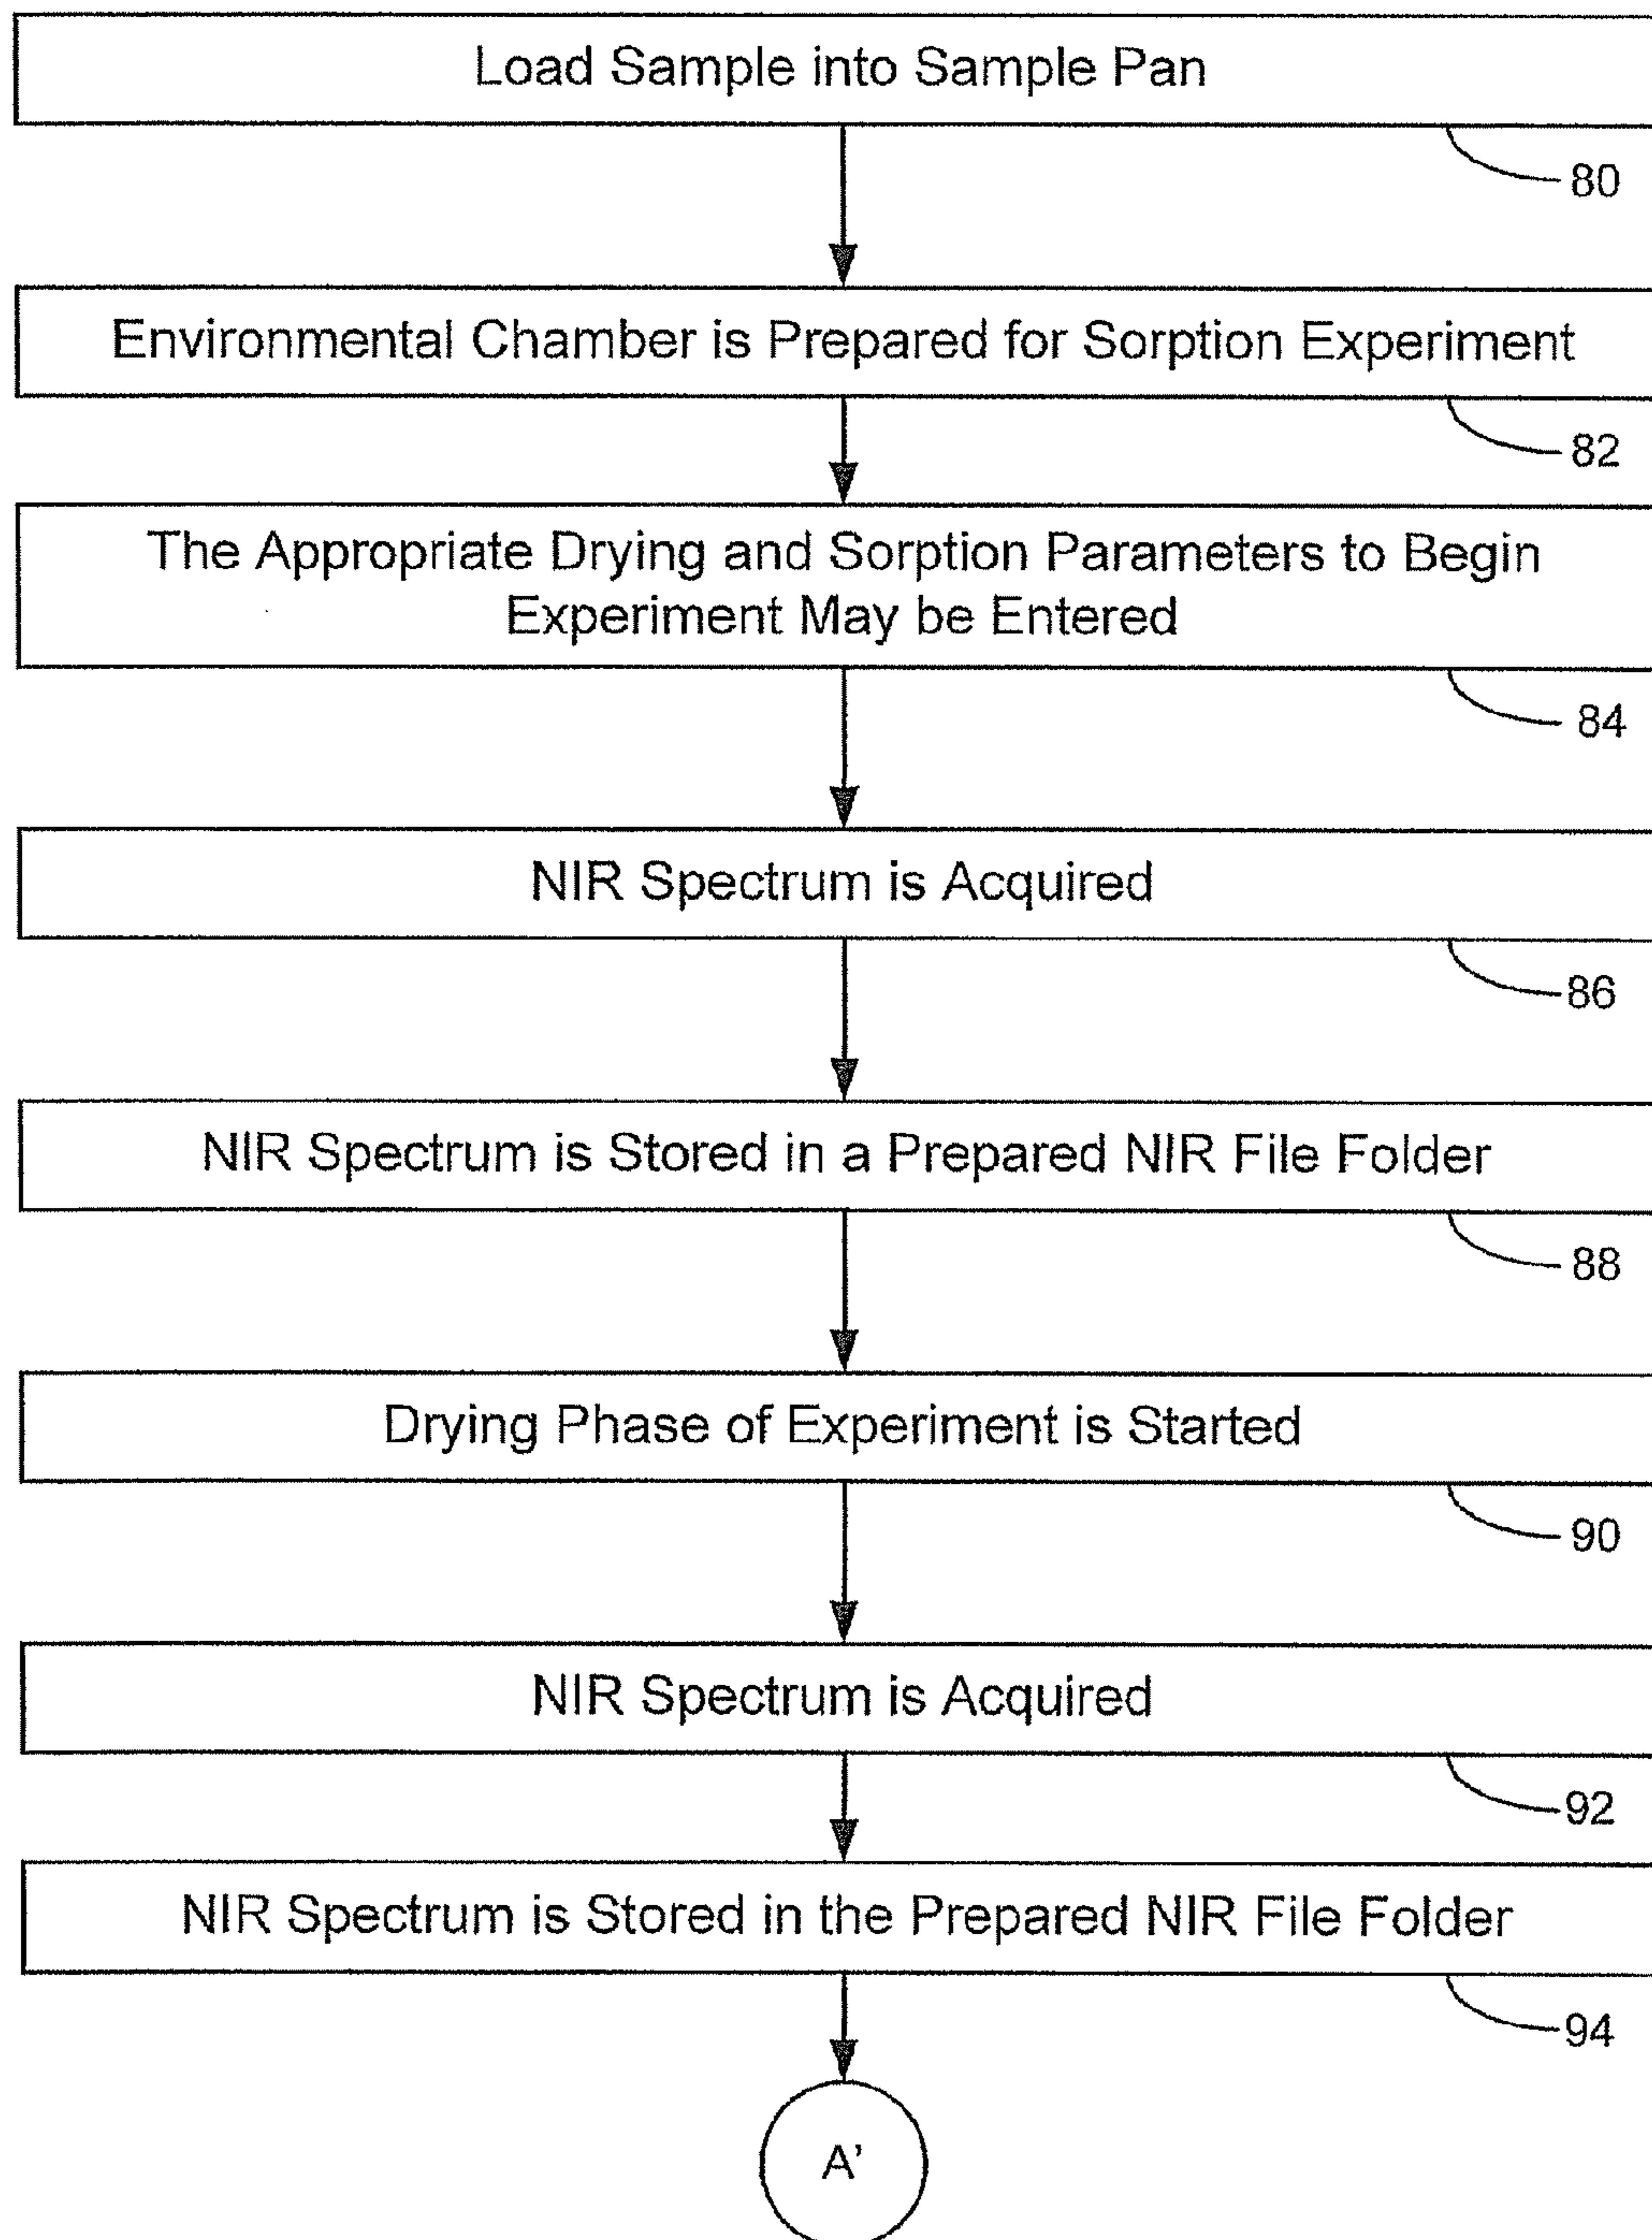 Load Sample into Sample Pan
80
Environmental Chamber is Prepared for Sorption Experiment
82
The Appropriate Drying and Sorption Parameters to Begin
Experiment May be Entered
84
NIR Spectrum is Acquired
86
NIR Spectrum is Stored in a Prepared NIR File Folder
88
Drying Phase of Experiment is Started
90
NIR Spectrum is Acquired
92
NIR Spectrum is Stored in the Prepared NIR File Folder
94
A'